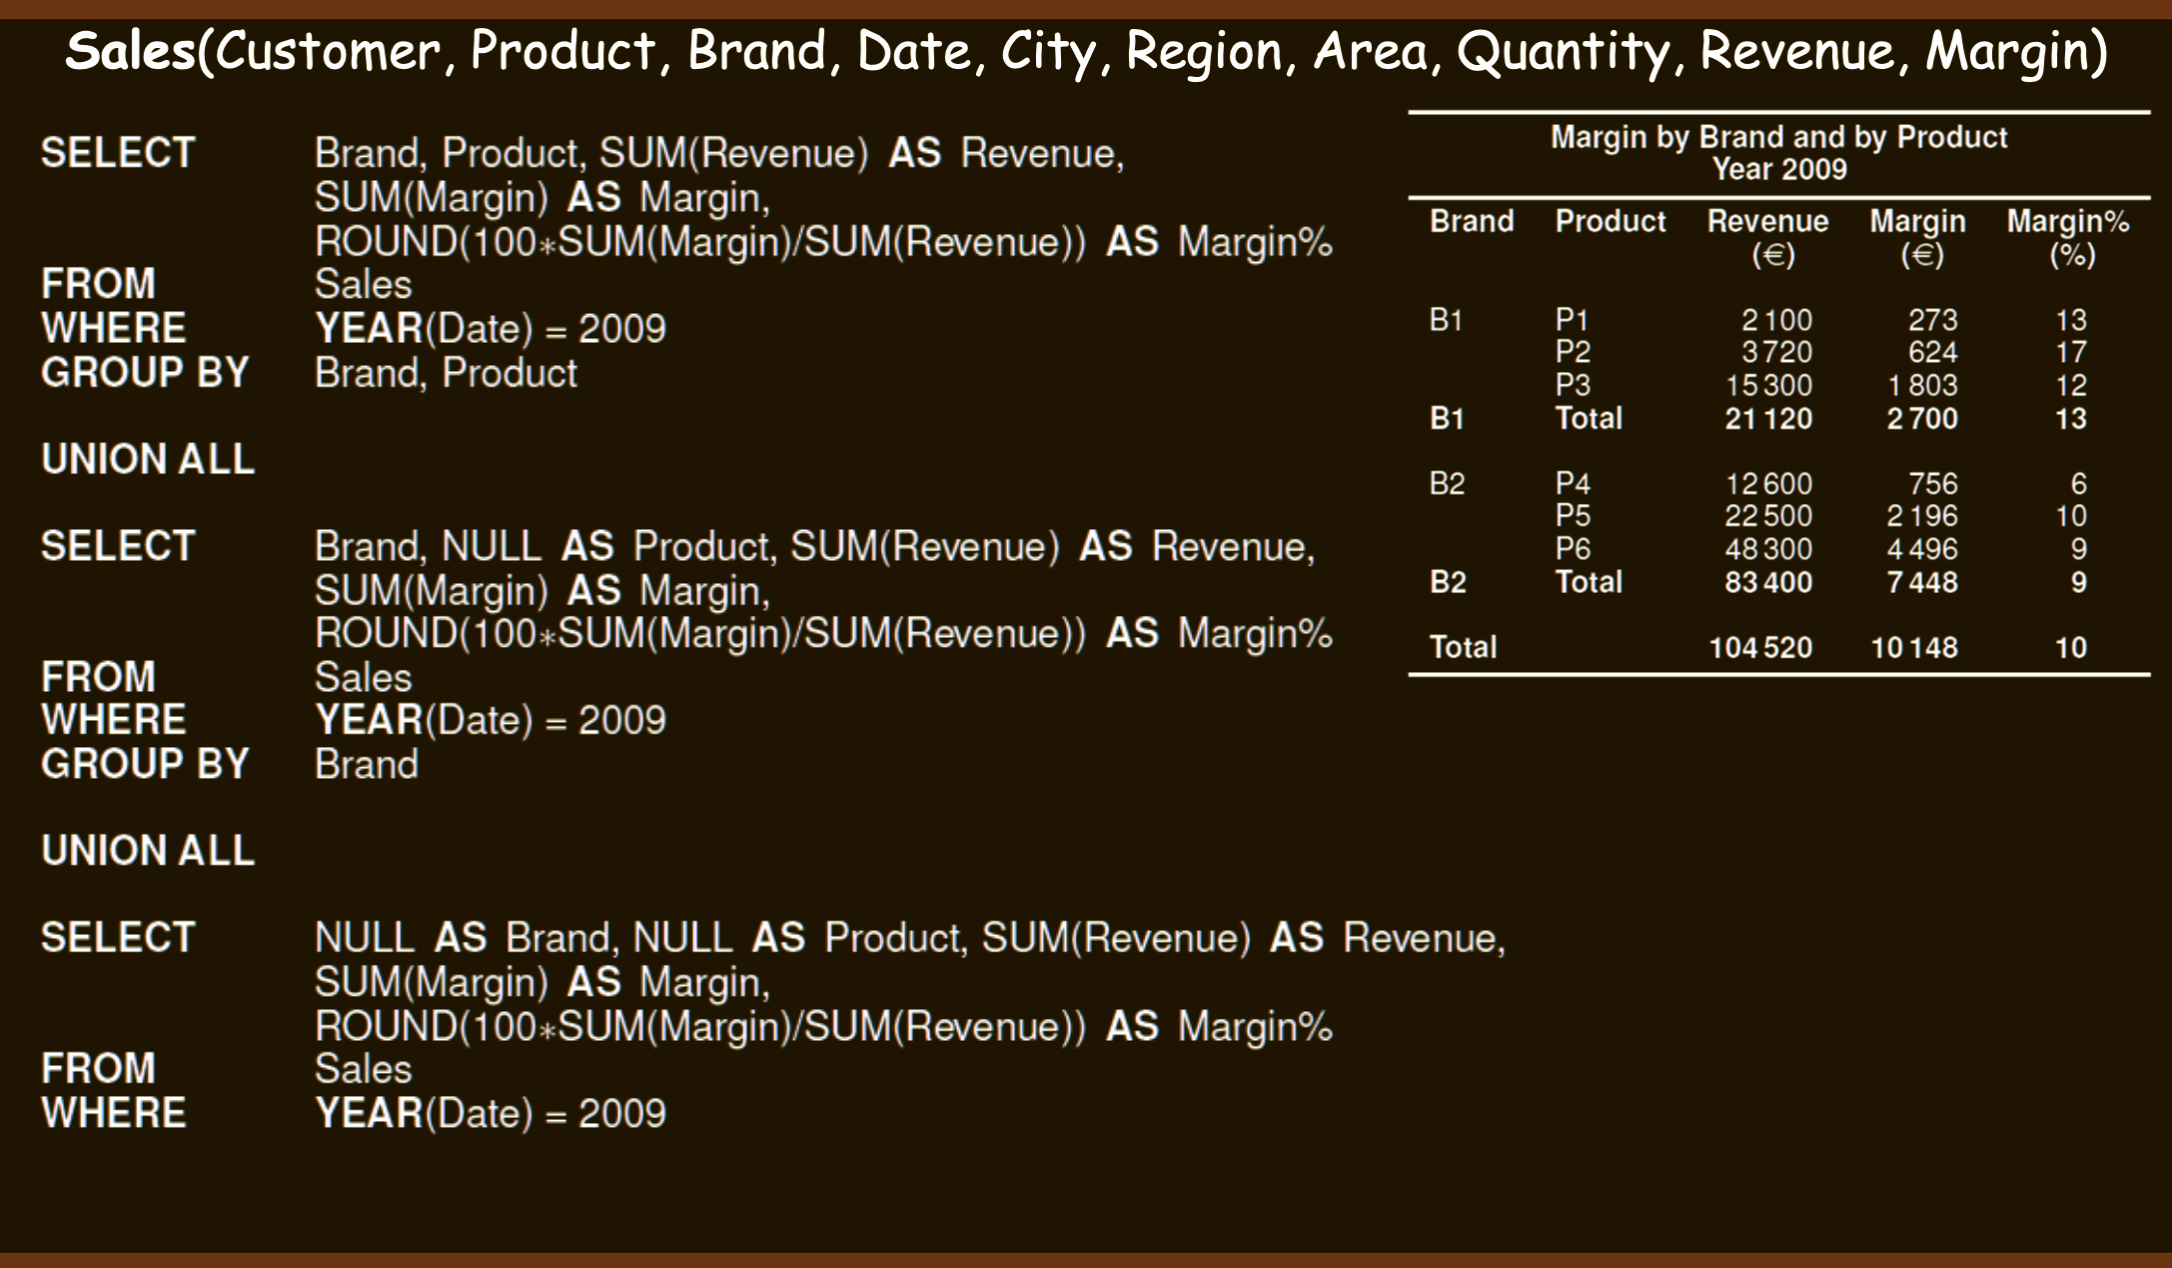 Sales(Customer, Product, Brand, Date, City, Region, Area, Quantity, Revenue, Margin)
SELECT Brand, Product, SUM(Revenue) AS Revenue,
SUM(Margin) AS Margin,
ROUND(100*SUM(Margin)/SUM(Revenue)) AS Margin%
FROM Sales
WHERE YEAR(Date) = 2009
GROUP BY Brand, Product
UNION ALL
SELECT Brand, NULL AS Product, SUM(Revenue) AS Revenue,
SUM(Margin) AS Margin,
ROUND(100*SUM(Margin)/SUM(Revenue)) AS Margin%
FROM Sales
WHERE YEAR(Date) = 2009
GROUP BY Brand
UNION ALL
SELECT NULL AS Brand, NULL AS Product, SUM(Revenue) AS Revenue,
SUM(Margin) AS Margin,
ROUND(100*SUM(Margin)/SUM(Revenue)) AS Margin%
FROM Sales
WHERE YEAR(Date) = 2009
Margin by Brand and by Product
Year 2009
Brand Product Revenue Margin Margin%
(€) (€) (%)
B1 P1 2 100 273 13
P2 3 720 624 17
P3 15 300 1 803 12
B1 Total 21 120 2 700 13
B2 P4 12 600 756 6
P5 22 500 2 196 10
P6 48 300 4 496 9
B2 Total 83 400 7 448 9
Total 104 520 10 148 10